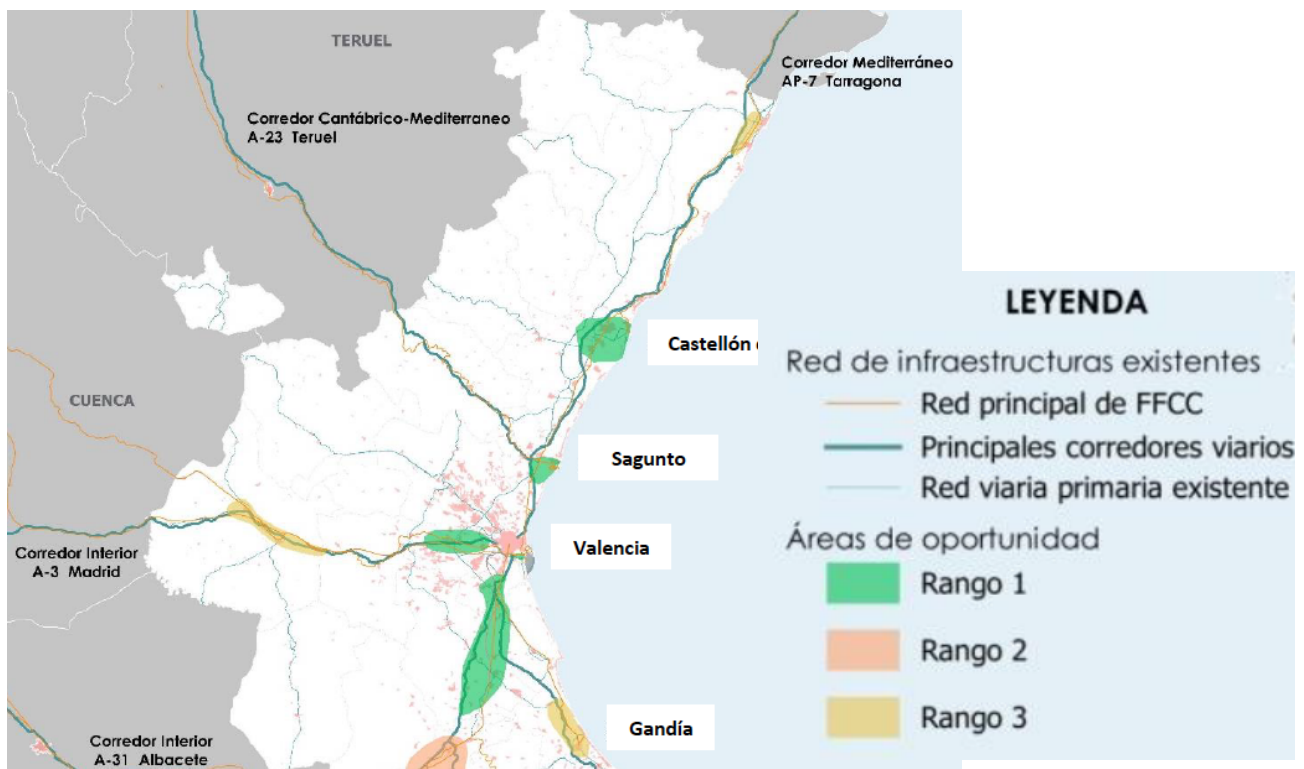 TERUEL
Corredor Mediterráneo
AP-7 Tarragona
Corredor Cantábrico-Mediterraneo
A-23 Teruel
LEYENDA
Castellón
Red de infraestructuras existentes
CUENCA
Red principal de FFCC
Principales corredores viarios
Sagunto
Red viaria primaria existente
Corredor Interior
A-3 Madrid
Valencia
Áreas de oportunidad
Rango 1
Rango 2
Rango 3
Gandía
Corredor Interior
A-31 Albacete